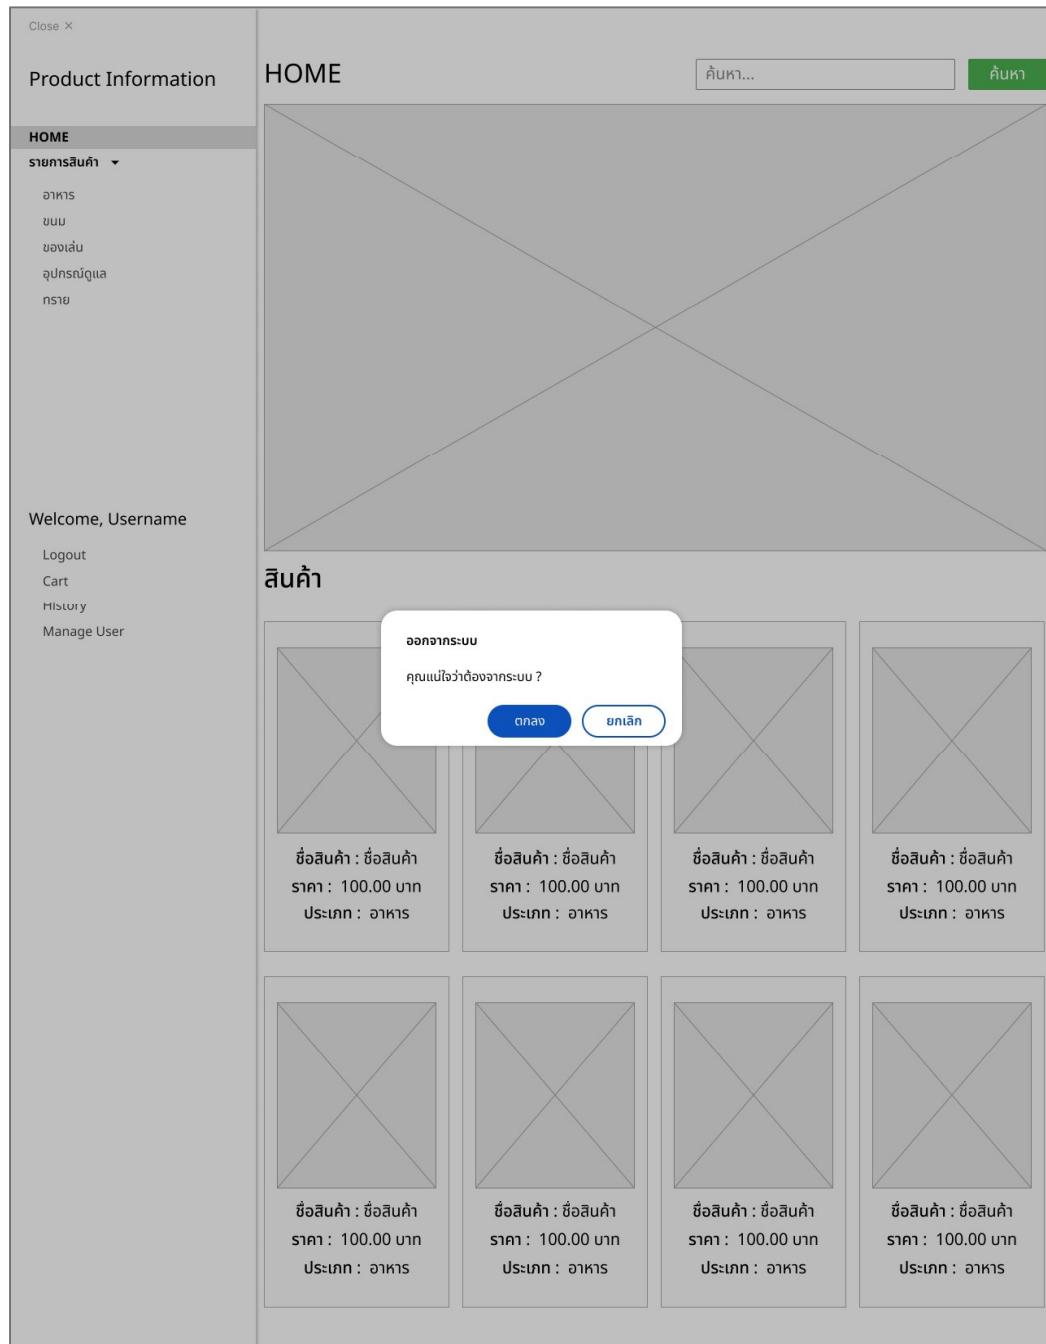 Close ×
Product Information
HOME
รายการสินค้า
อาหาร
ขนม
ของเล่น
อุปกรณ์ดูแล
ทราย
Welcome, Username
Logout
Cart
History
Manage User
HOME
ค้นหา...
ค้นหา
สินค้า
ออกจากระบบ
คุณแน่ใจว่าต้องจากระบบ ?
ตกลง
ยกเลิก
ชื่อสินค้า : ชื่อสินค้า
ราคา : 100.00 บาท
ประเภท : อาหาร
ชื่อสินค้า : ชื่อสินค้า
ราคา : 100.00 บาท
ประเภท : อาหาร
ชื่อสินค้า : ชื่อสินค้า
ราคา : 100.00 บาท
ประเภท : อาหาร
ชื่อสินค้า : ชื่อสินค้า
ราคา : 100.00 บาท
ประเภท : อาหาร
ชื่อสินค้า : ชื่อสินค้า
ราคา : 100.00 บาท
ประเภท : อาหาร
ชื่อสินค้า : ชื่อสินค้า
ราคา : 100.00 บาท
ประเภท : อาหาร
ชื่อสินค้า : ชื่อสินค้า
ราคา : 100.00 บาท
ประเภท : อาหาร
ชื่อสินค้า : ชื่อสินค้า
ราคา : 100.00 บาท
ประเภท : อาหาร